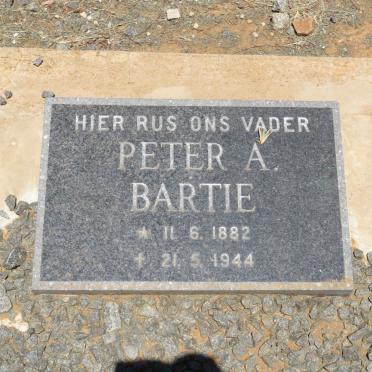 HIER RUS ONS VADER
PETER A.
BARTIE
* 11. 6. 1882
+ 21. 5. 1944